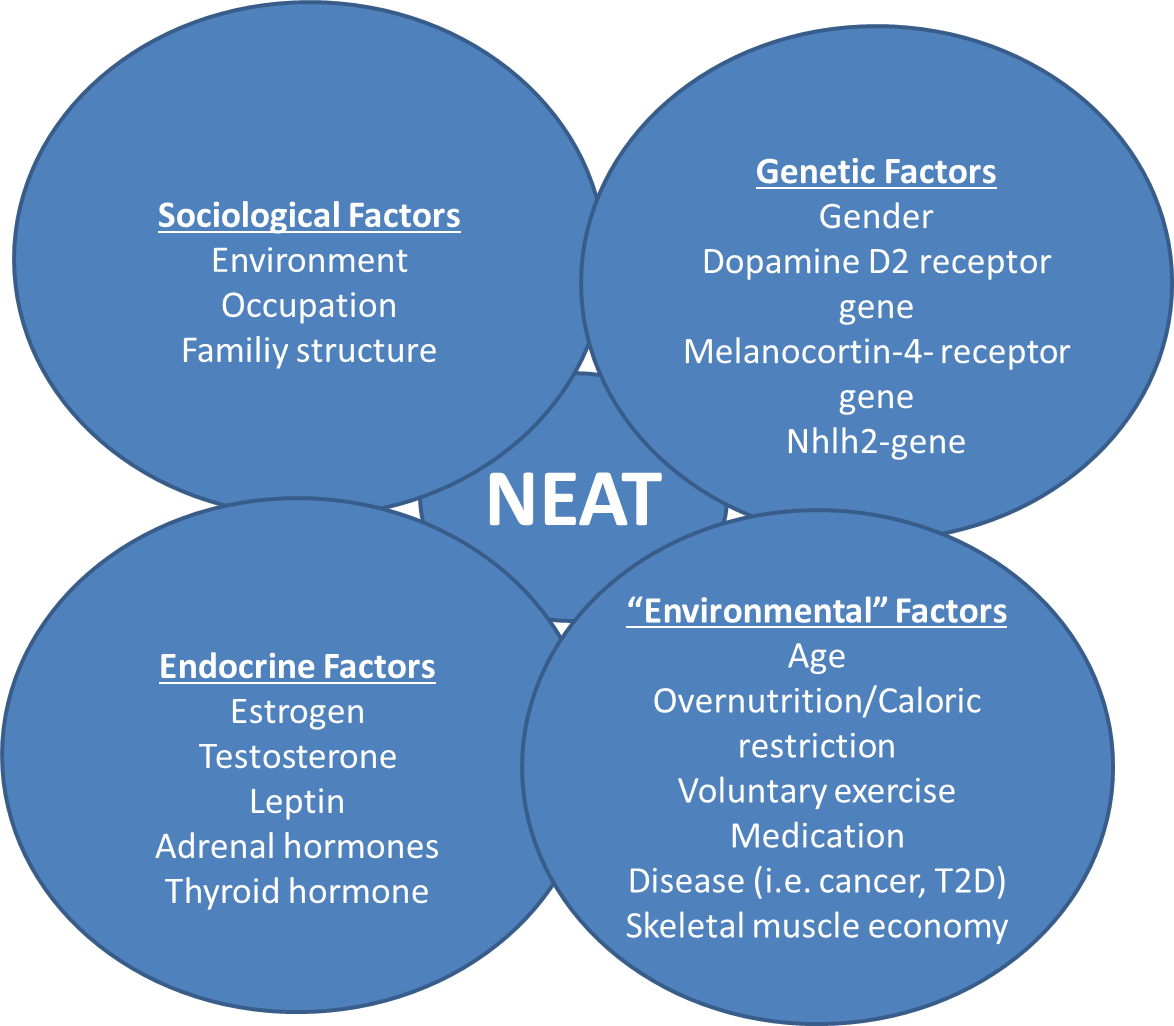 Sociological Factors
Environment
Occupation
Familiy structure
Genetic Factors
Gender
Dopamine D2 receptor
gene
Melanocortin-4- receptor
gene
Nhlh2-gene
NEAT
Endocrine Factors
Estrogen
Testosterone
Leptin
Adrenal hormones
Thyroid hormone
“Environmental” Factors
Age
Overnutrition/Caloric
restriction
Voluntary exercise
Medication
Disease (i.e. cancer, T2D)
Skeletal muscle economy